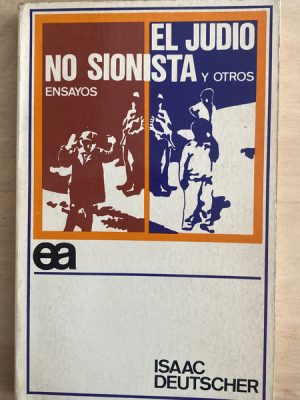 EL JUDIO
NO SIONISTA Y OTROS
ENSAYOS
ea
ISAAC
DEUTSCHER